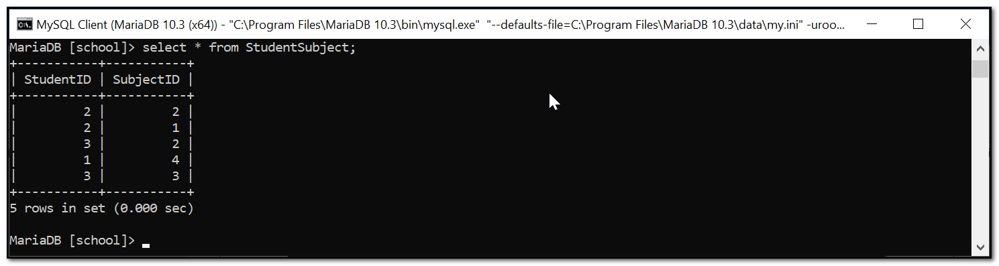 MySQL Client (MariaDB 10.3 (x64)) - "C:\Program Files\MariaDB 10.3\bin\mysql.exe"  "--defaults-file=C:\Program Files\MariaDB 10.3\data\my.ini" -uroo...
MariaDB [school]> select * from StudentSubject;
+-----------+-----------+
| StudentID | SubjectID |
+-----------+-----------+
|         2 |         2 |
|         2 |         1 |
|         3 |         2 |
|         1 |         4 |
|         3 |         3 |
+-----------+-----------+
5 rows in set (0.000 sec)
MariaDB [school]> _